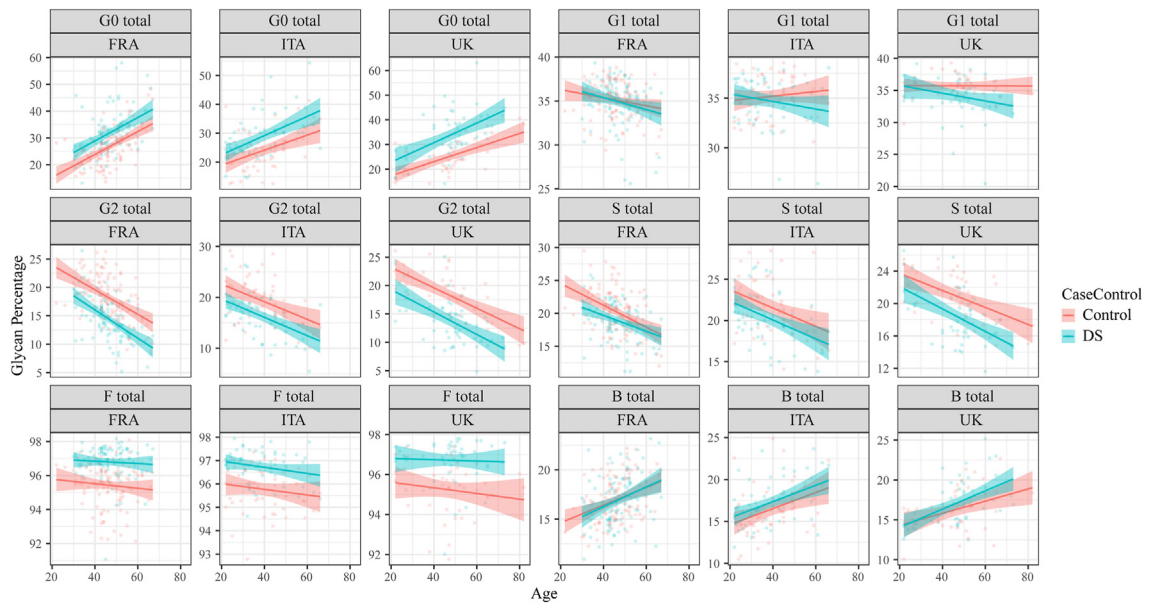 G0 total G0 total G0 total G1 total G1 total G1 total
FRA ITA UK FRA ITA UK
60 50 40 30 20
50 40 30 20
60 50 40 30 20
40 35 30 25
35 30
40 35 30 25 20
G2 total G2 total G2 total S total S total S total
FRA ITA UK FRA ITA UK
25 20 15 10 5
30 20 10
25 20 15 10 5
30 25 20 15
25 20 15
24 20 16 12
F total F total F total B total B total B total
FRA ITA UK FRA ITA UK
98 96 94 92
98 97 96 95 94 93
98 96 94 92
20 15
25 20 15 10
25 20 15 10
20 40 60 80 20 40 60 80 20 40 60 80 20 40 60 80 20 40 60 80 20 40 60 80
Age
Glycan Percentage
CaseControl
Control
DS